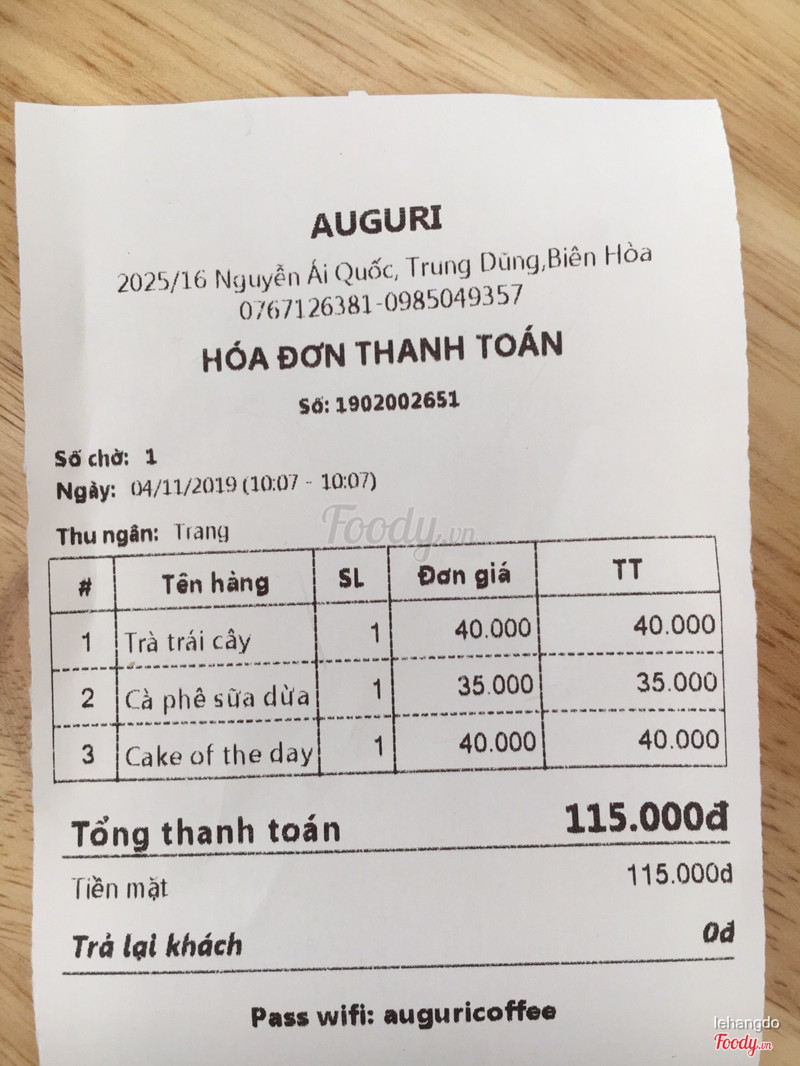 AUGURI
2025/16 Nguyễn Ái Quốc, Trung Dũng,Biên Hòa
0767126381-0985049357
HÓA ĐƠN THANH TOÁN
Số: 1902002651
Số chờ: 1
Ngày: 04/11/2019 (10:07 - 10:07)
Thu ngân: Trang
Foody.vn
# Tên hàng SL Đơn giá TT
1 Trà trái cây 1 40.000 40.000
2 Cà phê sữa dừa 1 35.000 35.000
3 Cake of the day 1 40.000 40.000
Tổng thanh toán 115.000đ
Tiền mặt 115.000đ
Trả lại khách 0đ
Pass wifi: auguricoffee
lehangdo
Foody.vn